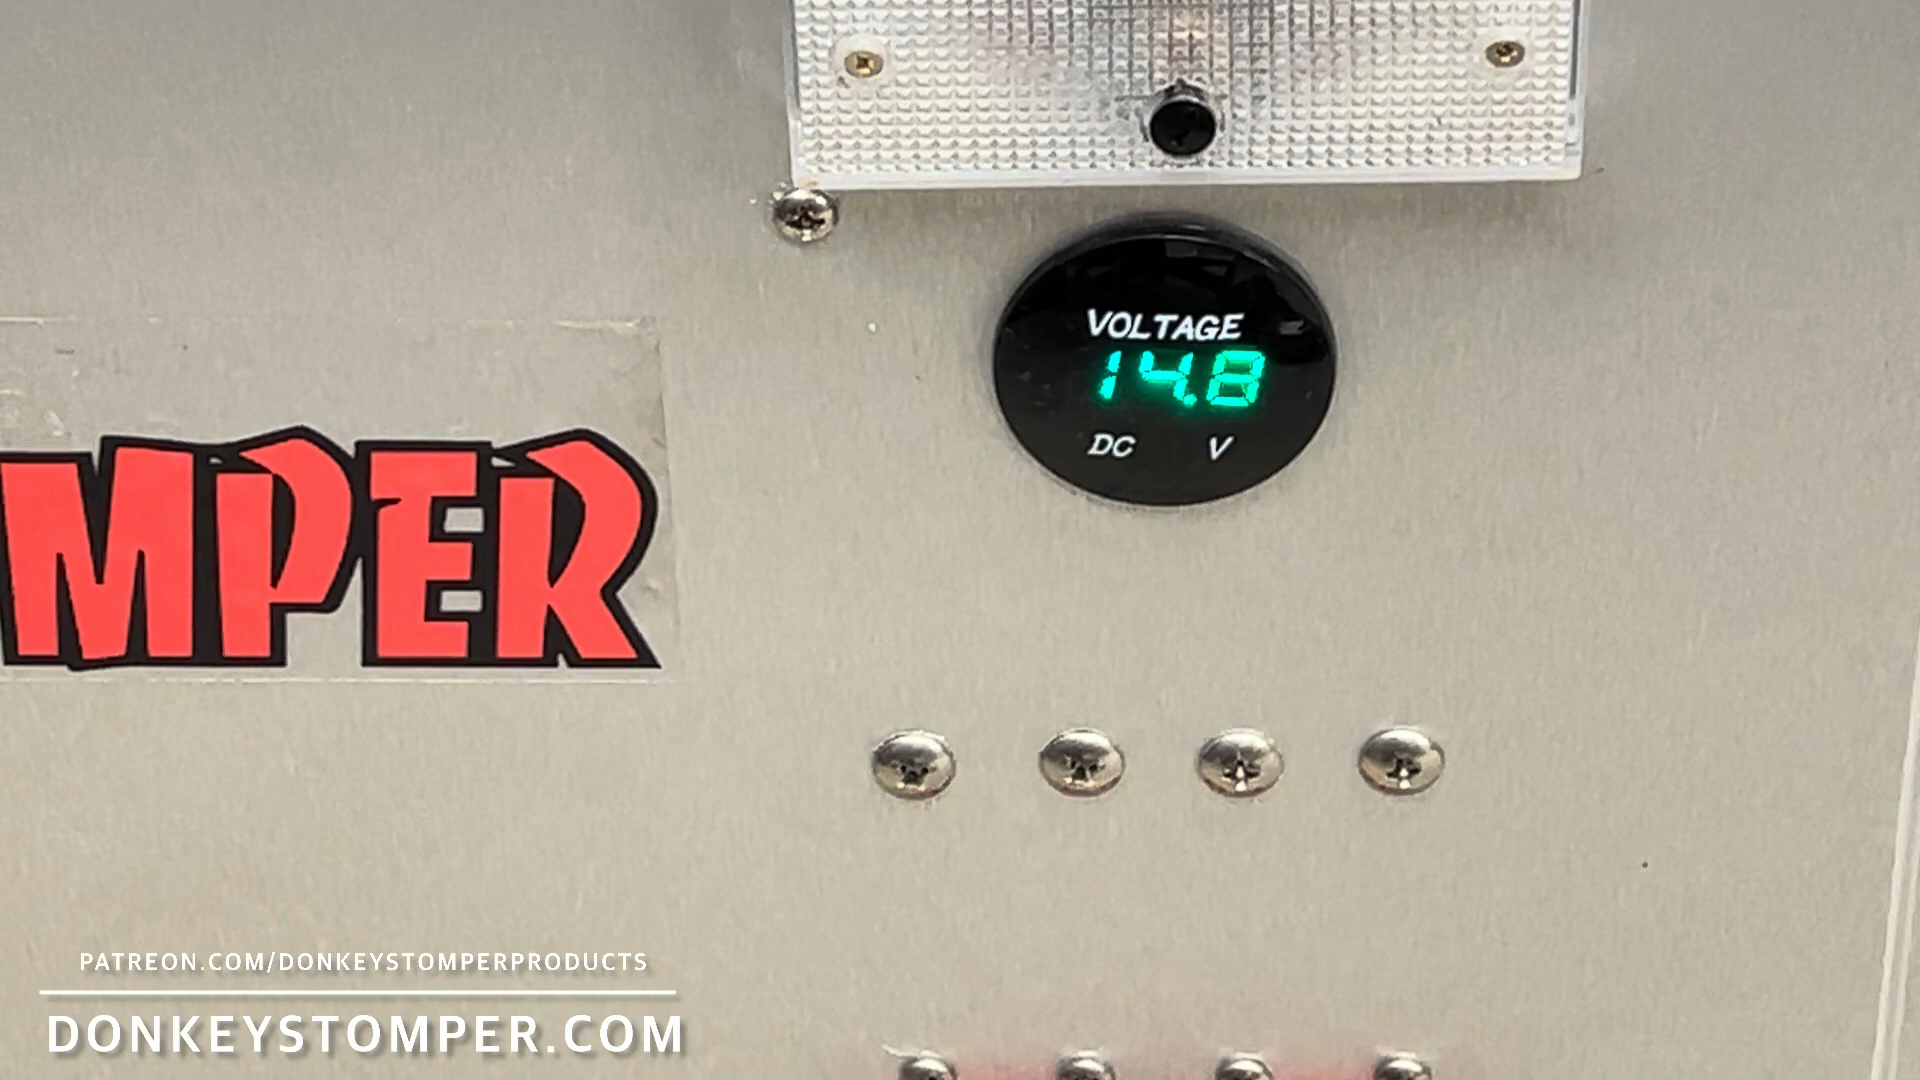 VOLTAGE
14.8
DC V
MPER
PATREON.COM/DONKEYSTOMPERPRODUCTS
DONKEYSTOMPER.COM